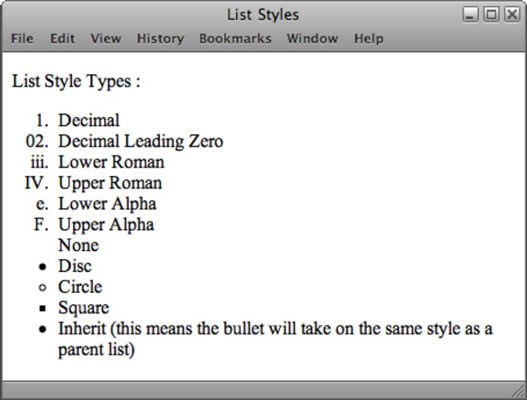 List Styles
File Edit View History Bookmarks Window Help
List Style Types :
1. Decimal
02. Decimal Leading Zero
iii. Lower Roman
IV. Upper Roman
e. Lower Alpha
F. Upper Alpha
None
• Disc
◦ Circle
▪ Square
• Inherit (this means the bullet will take on the same style as a
parent list)